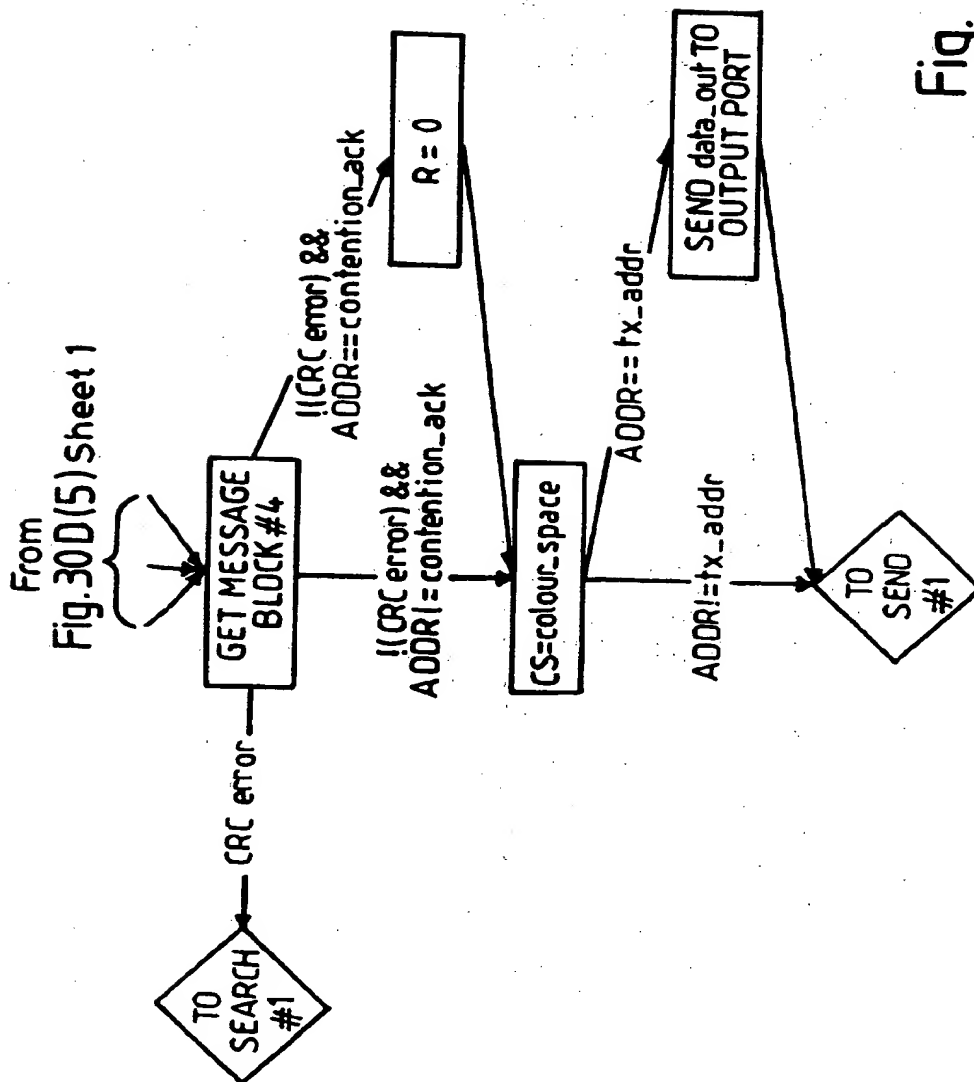 From
Fig.30D(5)sheet 1
GET MESSAGE
BLOCK #4
CRC error
TO
SEARCH
#1
!(CRC error) &&
ADDR==contention_ack
R = 0
!(CRC error) &&
ADDR!=contention_ack
CS=colour_space
ADDR== tx_addr
SEND data_out TO
OUTPUT PORT
ADDR!=tx_addr
TO
SEND
#1
Fig.